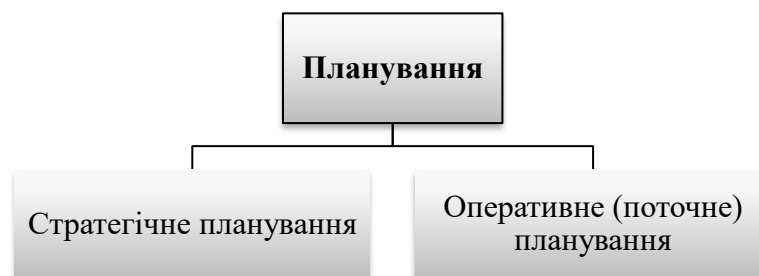 Планування
Стратегічне планування
Оперативне (поточне)
планування